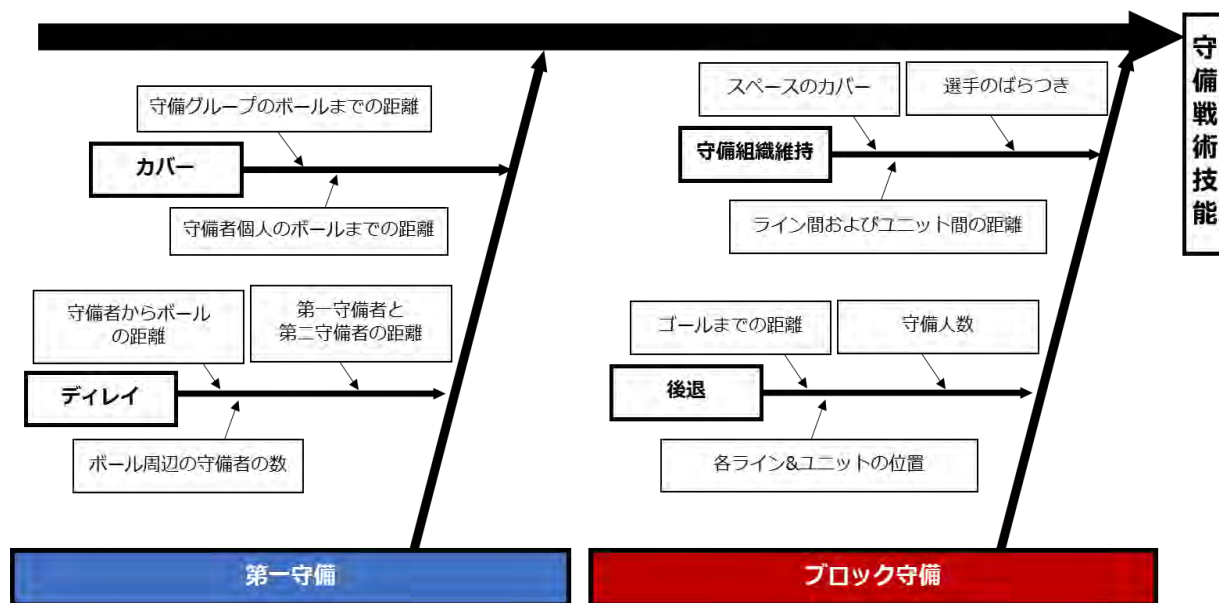 守備戦術技能
守備グループのボールまでの距離
カバー
守備者個人のボールまでの距離
守備者からボール
の距離
第一守備者と
第二守備者の距離
ディレイ
ボール周辺の守備者の数
第一守備
スペースのカバー
選手のばらつき
守備組織維持
ライン間およびユニット間の距離
ゴールまでの距離
守備人数
後退
各ライン&ユニットの位置
ブロック守備